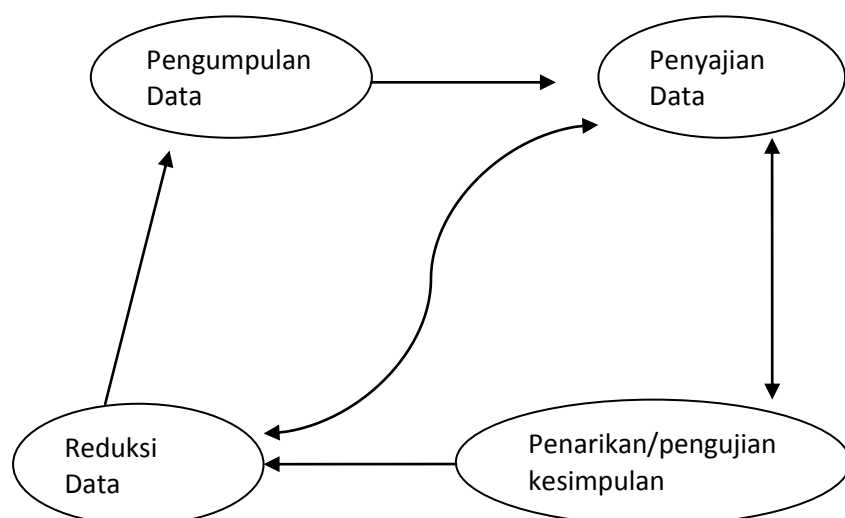 Pengumpulan
Data
Penyajian
Data
Reduksi
Data
Penarikan/pengujian
kesimpulan